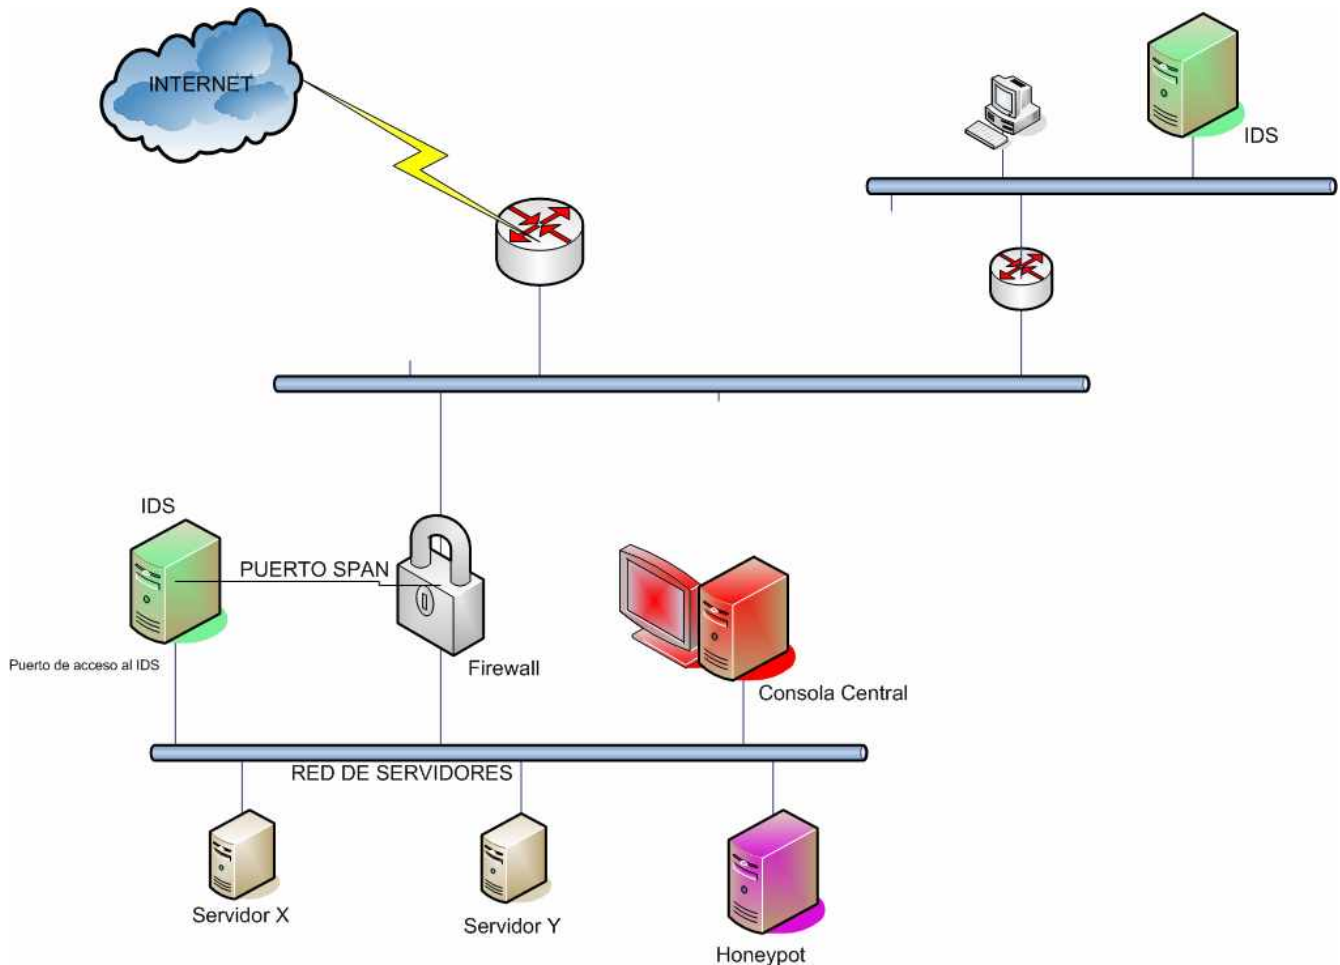 INTERNET
IDS
IDS
PUERTO SPAN
Puerto de acceso al IDS
Firewall
Consola Central
RED DE SERVIDORES
Servidor X
Servidor Y
Honeypot